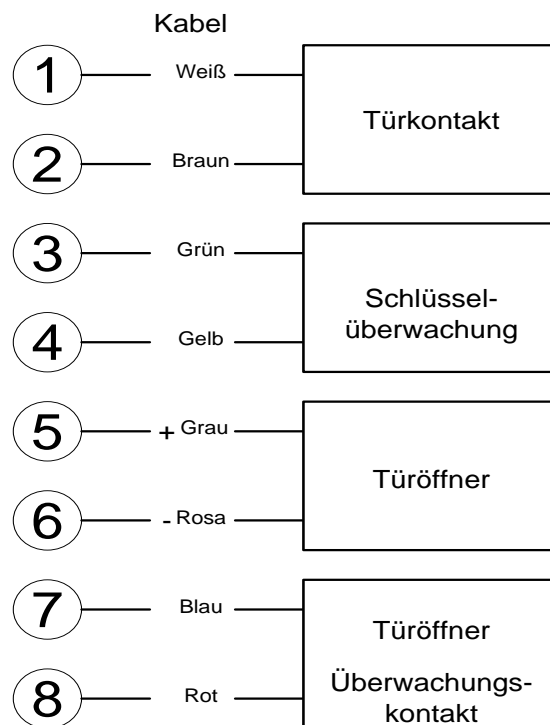 Kabel
1 Weiß
Türkontakt
2 Braun
3 Grün
Schlüssel-
überwachung
4 Gelb
5 + Grau
Türöffner
6 - Rosa
7 Blau
Türöffner
8 Rot
Überwachungs-
kontakt